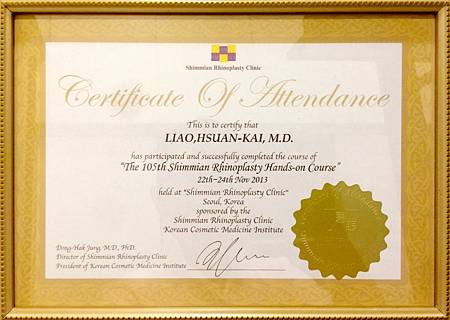 Shimmian Rhinoplasty Clinic
Certificate Of Attendance
This is to certify that
LIAO,HSUAN-KAI, M.D.
has participated and successfully completed the course of
"The 105th Shimmian Rhinoplasty Hands-on Course"
22th~24th Nov 2013
held at "Shimmian Rhinoplasty Clinic"
Seoul, Korea
sponsored by the
Shimmian Rhinoplasty Clinic
Korean Cosmetic Medicine Institute
Dong-Hak Jung, M.D., PhD.
Director of Shimmian Rhinoplasty Clinic
President of Korean Cosmetic Medicine Institute